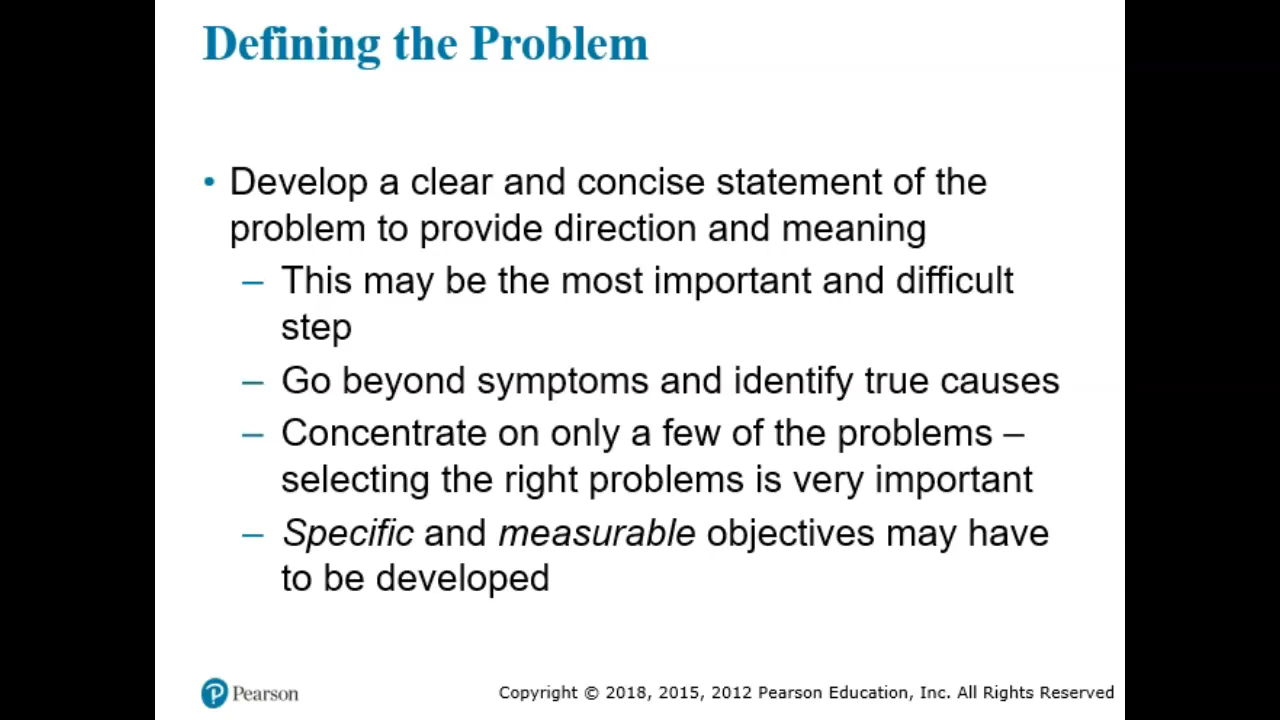 Defining the Problem
• Develop a clear and concise statement of the
problem to provide direction and meaning
– This may be the most important and difficult
step
– Go beyond symptoms and identify true causes
– Concentrate on only a few of the problems –
selecting the right problems is very important
– Specific and measurable objectives may have
to be developed
P Pearson
Copyright © 2018, 2015, 2012 Pearson Education, Inc. All Rights Reserved